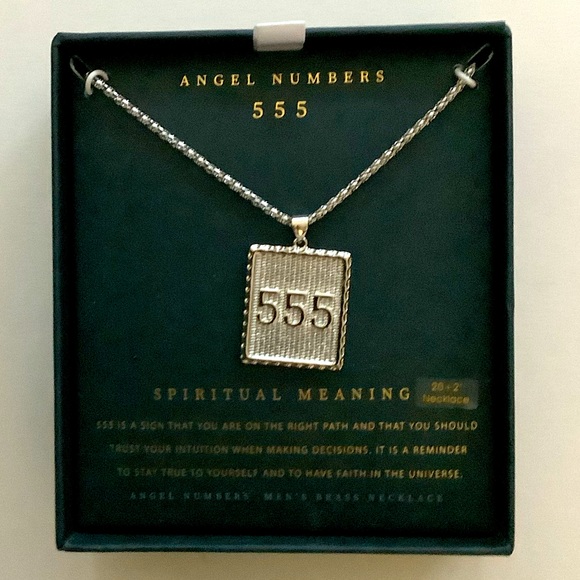 ANGEL NUMBERS
555
555
SPIRITUAL MEANING
28 + 2"
Necklace
555 IS A SIGN THAT YOU ARE ON THE RIGHT PATH AND THAT YOU SHOULD
TRUST YOUR INTUITION WHEN MAKING DECISIONS. IT IS A REMINDER
TO STAY TRUE TO YOURSELF AND TO HAVE FAITH IN THE UNIVERSE.
ANGEL NUMBERS MEN'S BRASS NECKLACE